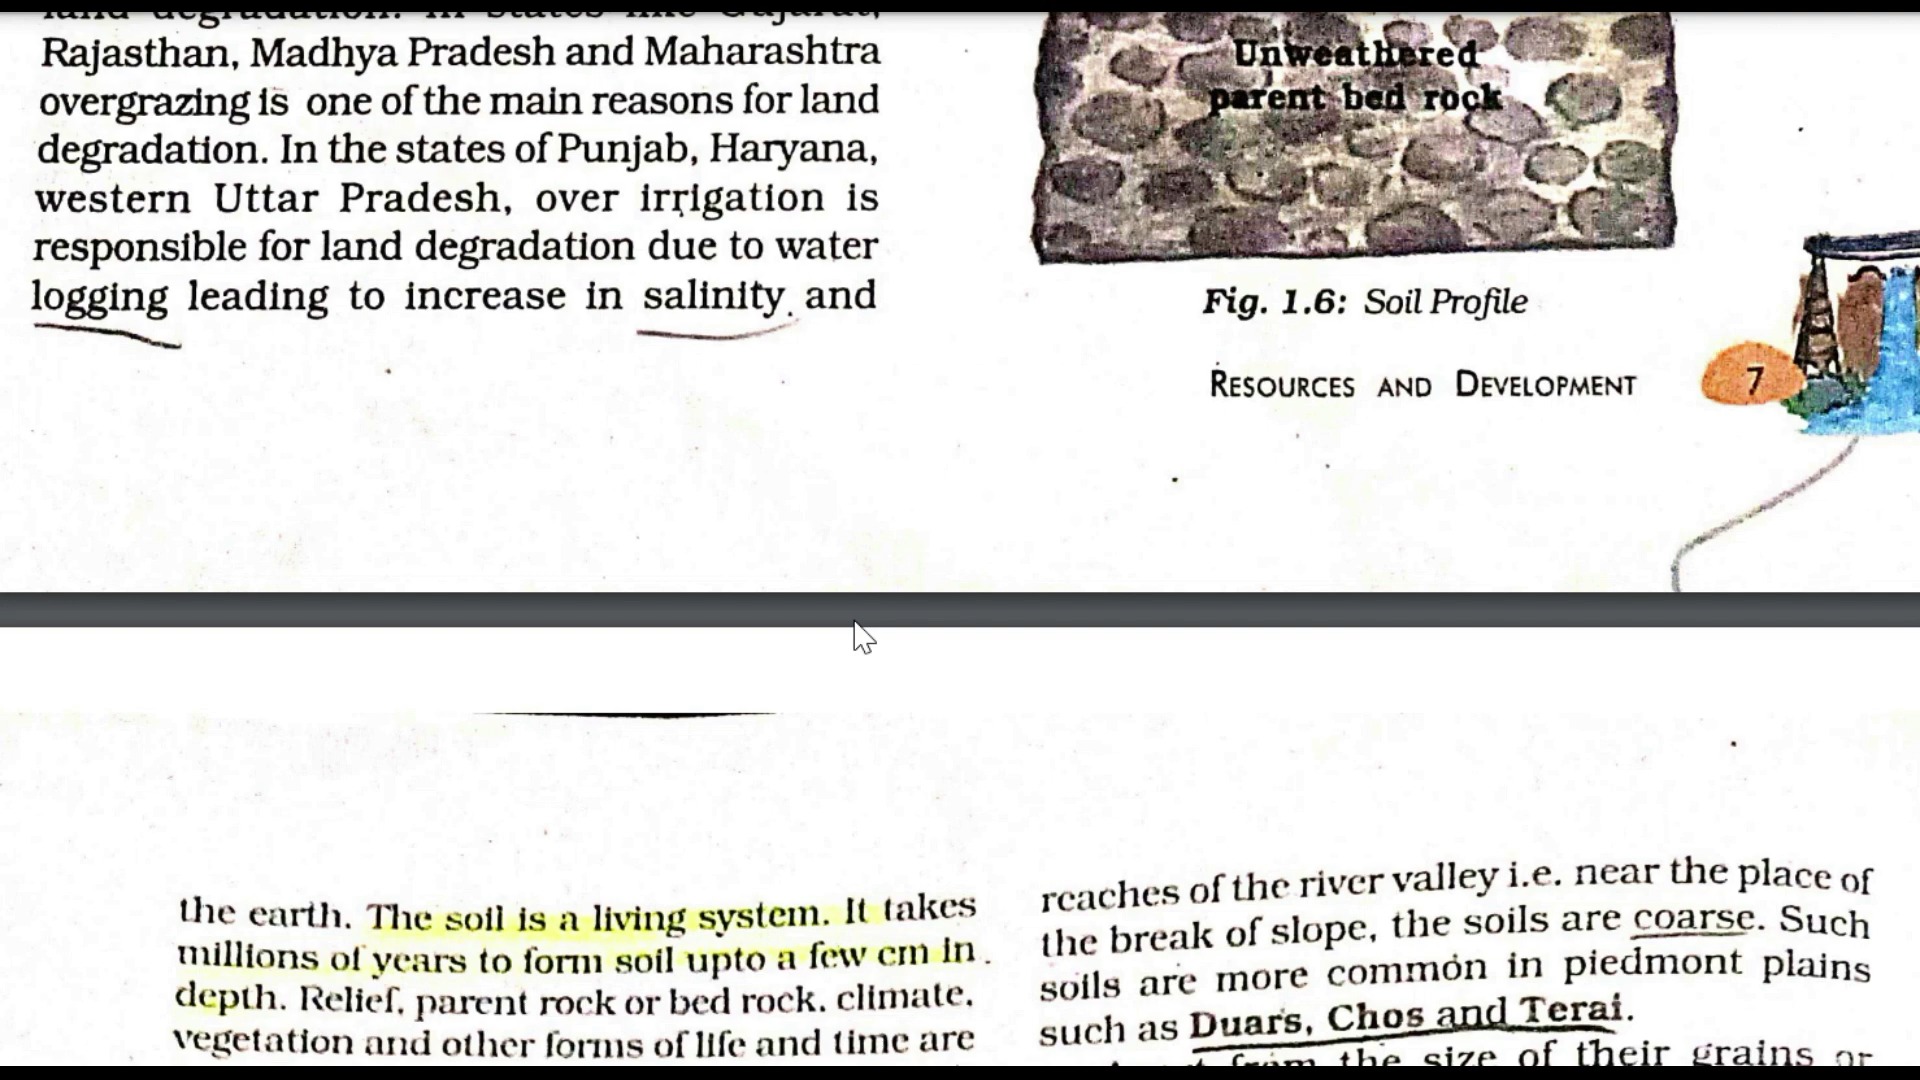 land degradation. In states like Gujarat,
Rajasthan, Madhya Pradesh and Maharashtra
overgrazing is one of the main reasons for land
degradation. In the states of Punjab, Haryana,
western Uttar Pradesh, over irrigation is
responsible for land degradation due to water
logging leading to increase in salinity and
Unweathered
parent bed rock
Fig. 1.6: Soil Profile
RESOURCES AND DEVELOPMENT
7
the earth. The soil is a living system. It takes
millions of years to form soil upto a few cm in
depth. Relief, parent rock or bed rock, climate,
vegetation and other forms of life and time are
reaches of the river valley i.e. near the place of
the break of slope, the soils are coarse. Such
soils are more common in piedmont plains
such as Duars, Chos and Terai.
from the size of their grains or